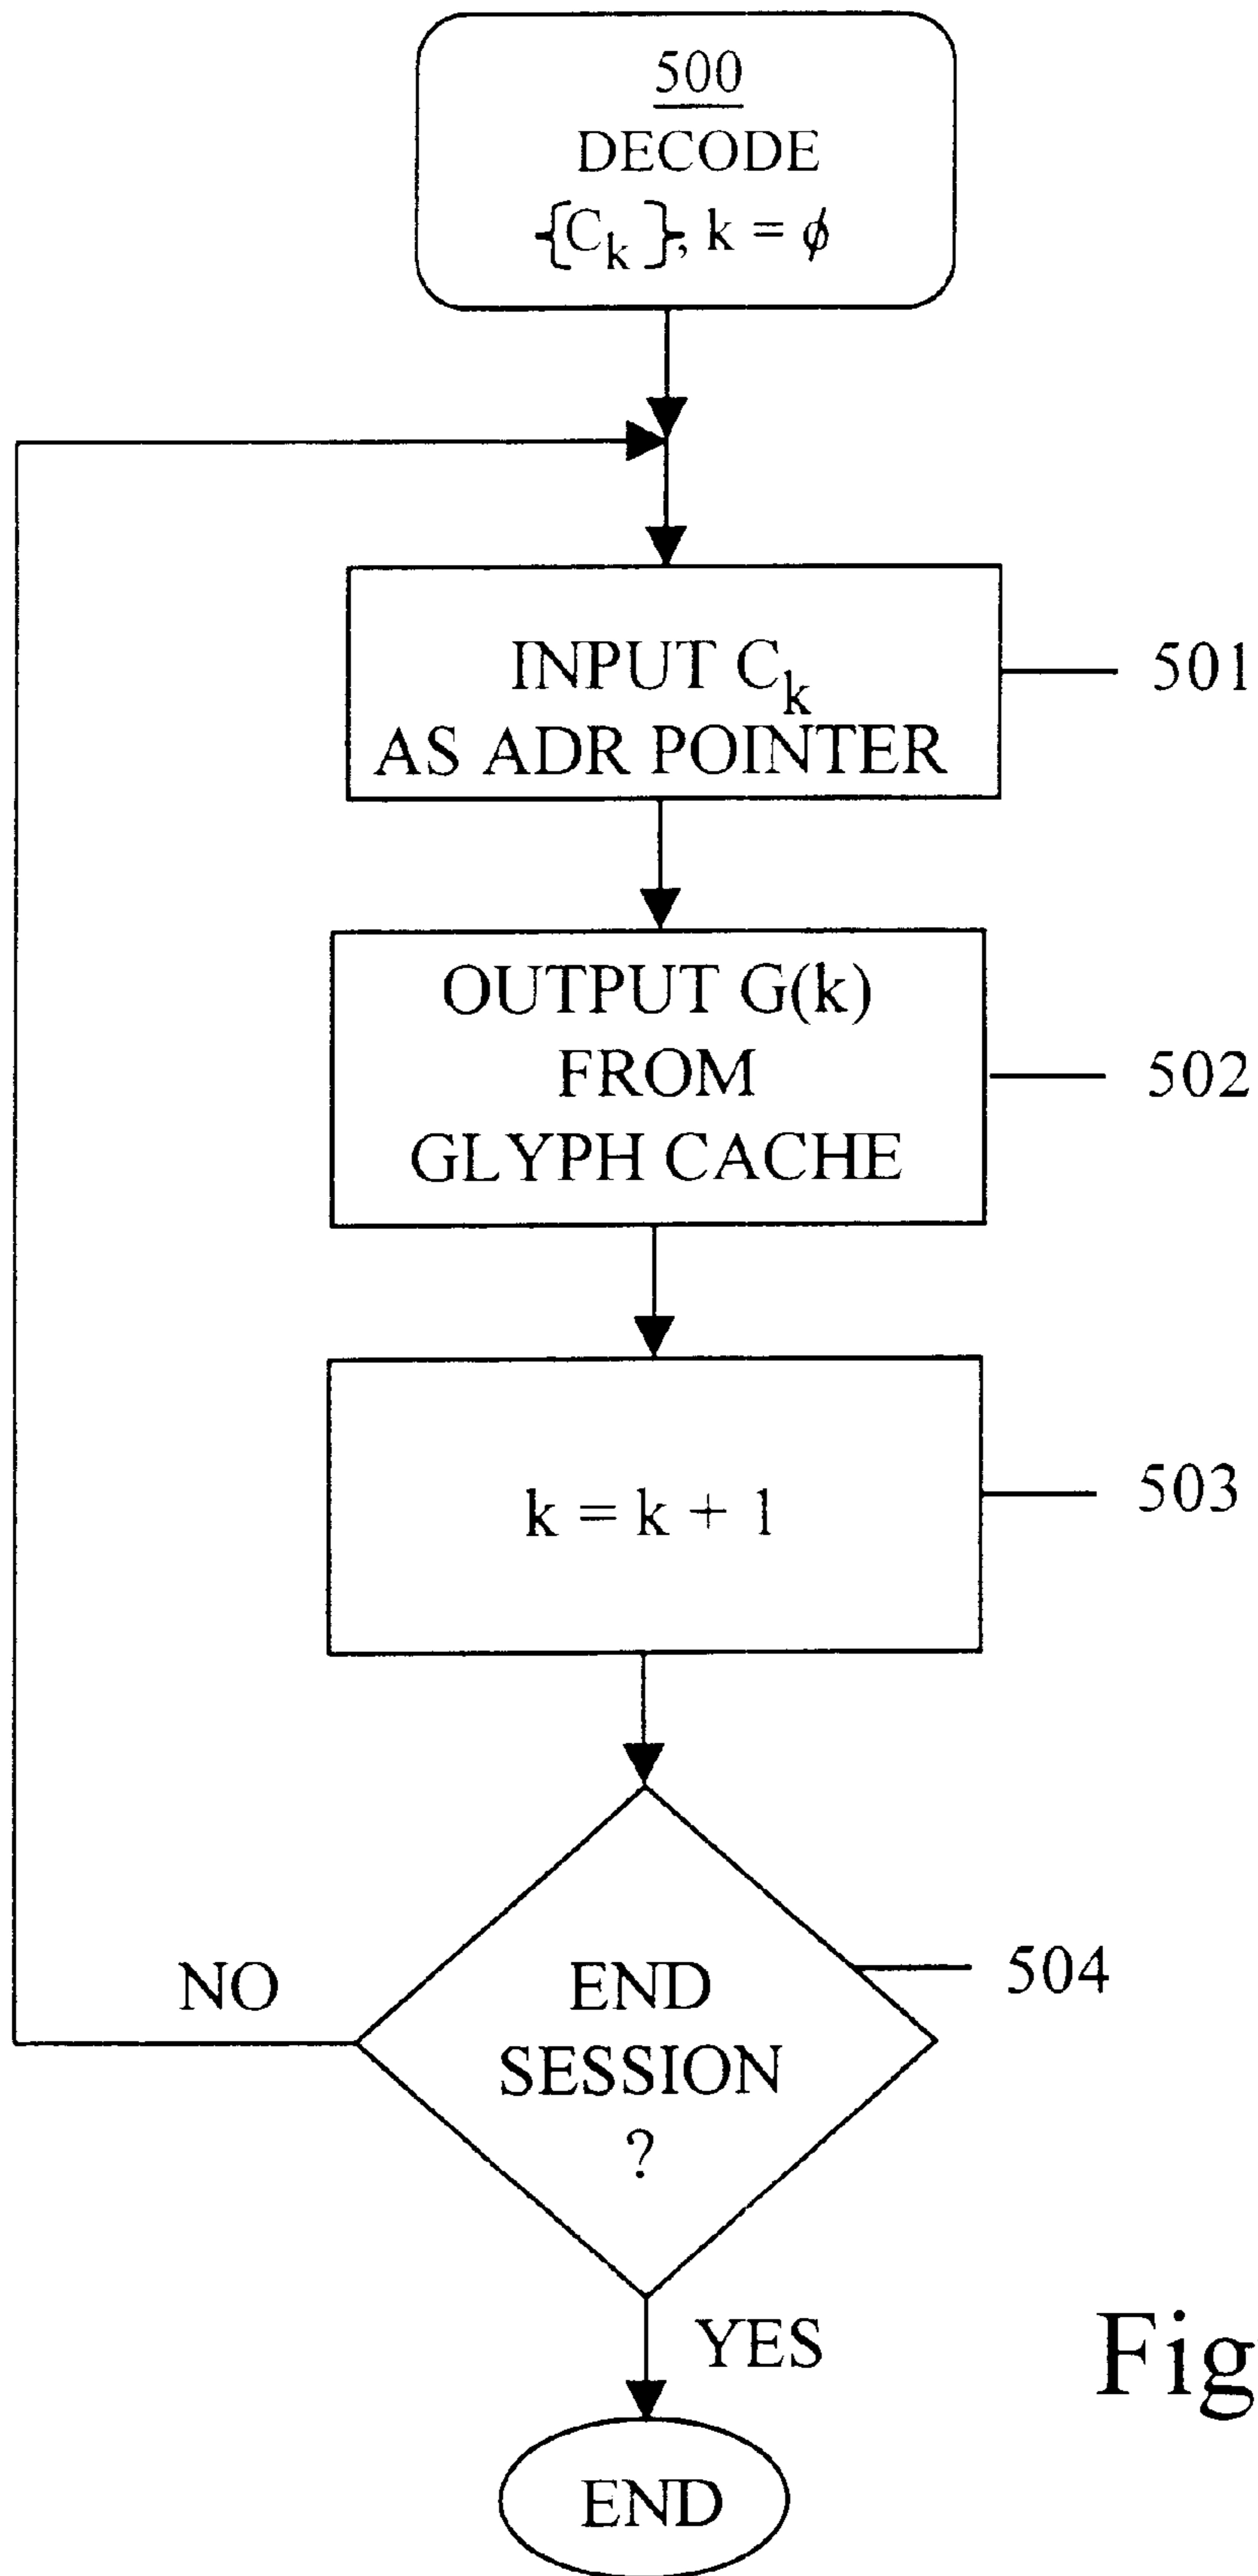 500
DECODE
{C_k}, k = ϕ
INPUT C_k
AS ADR POINTER
501
OUTPUT G(k)
FROM
GLYPH CACHE
502
k = k + 1
503
NO
END
SESSION
?
504
YES
END
Fig